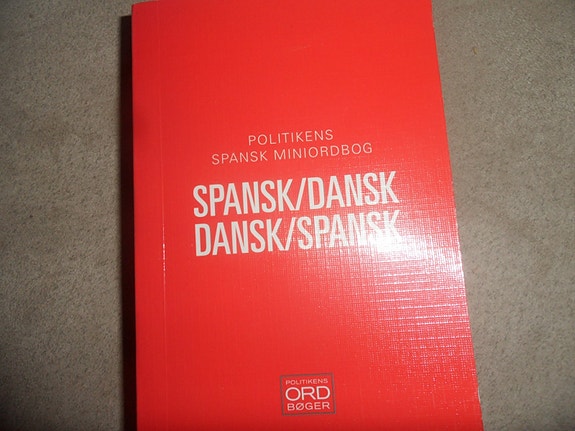 POLITIKENS
SPANSK MINIORDBOG
SPANSK/DANSK
DANSK/SPANSK
POLITIKENS
ORD
BØGER